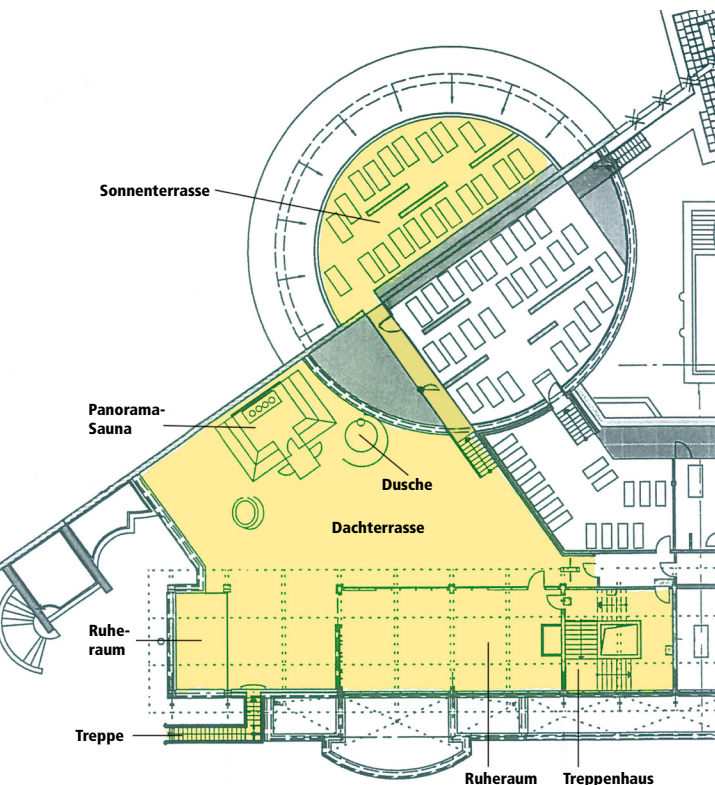 Sonnenterrasse
Panorama-
Sauna
Dusche
Dachterrasse
Ruhe-
raum
Treppe
Ruheraum
Treppenhaus